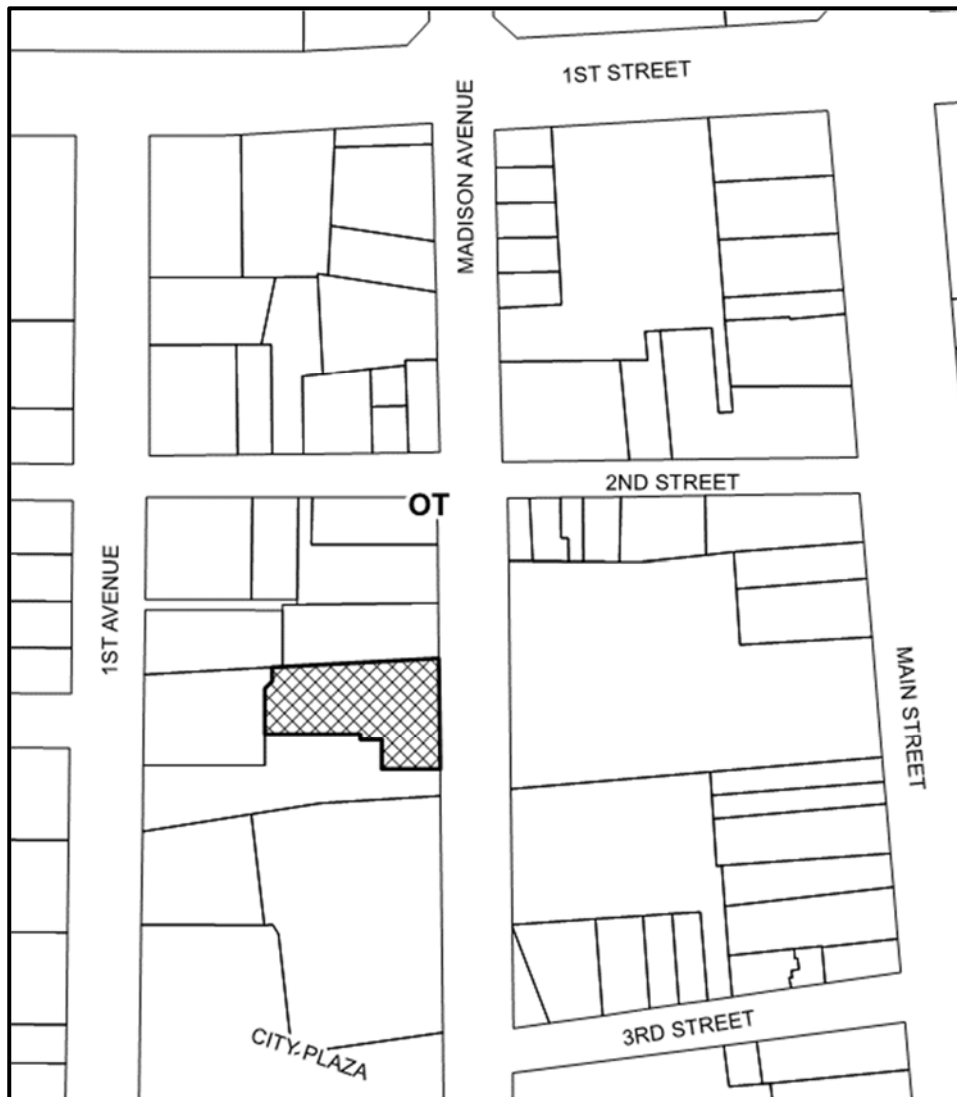 1ST STREET
MADISON AVENUE
2ND STREET
OT
1ST AVENUE
MAIN STREET
3RD STREET
CITY PLAZA